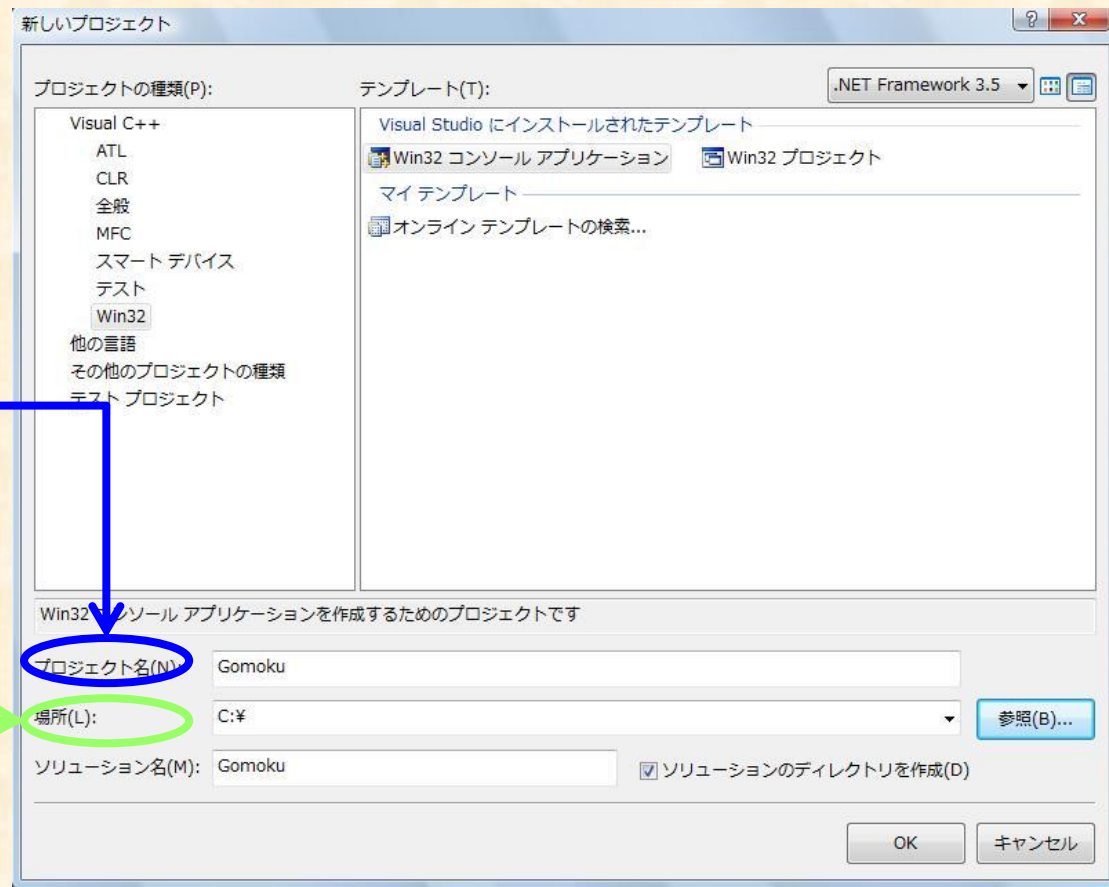 新しいプロジェクト
プロジェクトの種類(P):
テンプレート(T):
.NET Framework 3.5
Visual C++
ATL
CLR
全般
MFC
スマート デバイス
テスト
Win32
他の言語
その他のプロジェクトの種類
テスト プロジェクト
Visual Studio にインストールされたテンプレート
Win32 コンソール アプリケーション
Win32 プロジェクト
マイ テンプレート
オンライン テンプレートの検索...
Win32 コンソール アプリケーションを作成するためのプロジェクトです
プロジェクト名(N): Gomoku
場所(L): C:¥ 参照(B)...
ソリューション名(M): Gomoku ソリューションのディレクトリを作成(D)
OK キャンセル